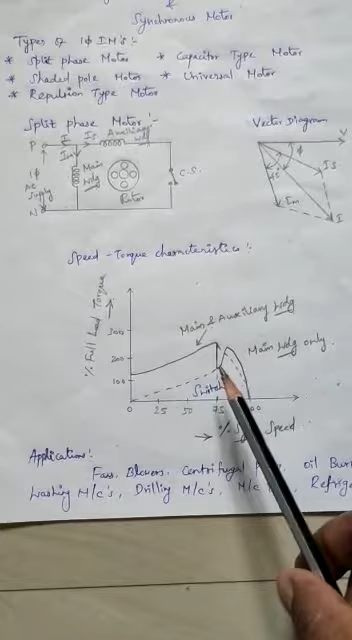 &
Synchronous Motor
Types of 1ϕ IM's:-
* Split phase Motor * Capacitor Type Motor
* Shaded pole Motor * Universal Motor
* Repulsion Type Motor
Split phase Motor:-
Vector Diagram
P I Is Auxiliary wdg
Im
Main wdg
1ϕ AC Supply
Rotor
C.S.
N
V
ϕ
Is
Im
I
Speed - Torque characteristics:-
% Full Load Torque
300
200
100
Main & Auxiliary wdg
Main wdg only.
0 25 50 75
Speed
Applications:
Fans, Blowers, Centrifugal oil
washing M/c's, Drilling M/c's, M/c